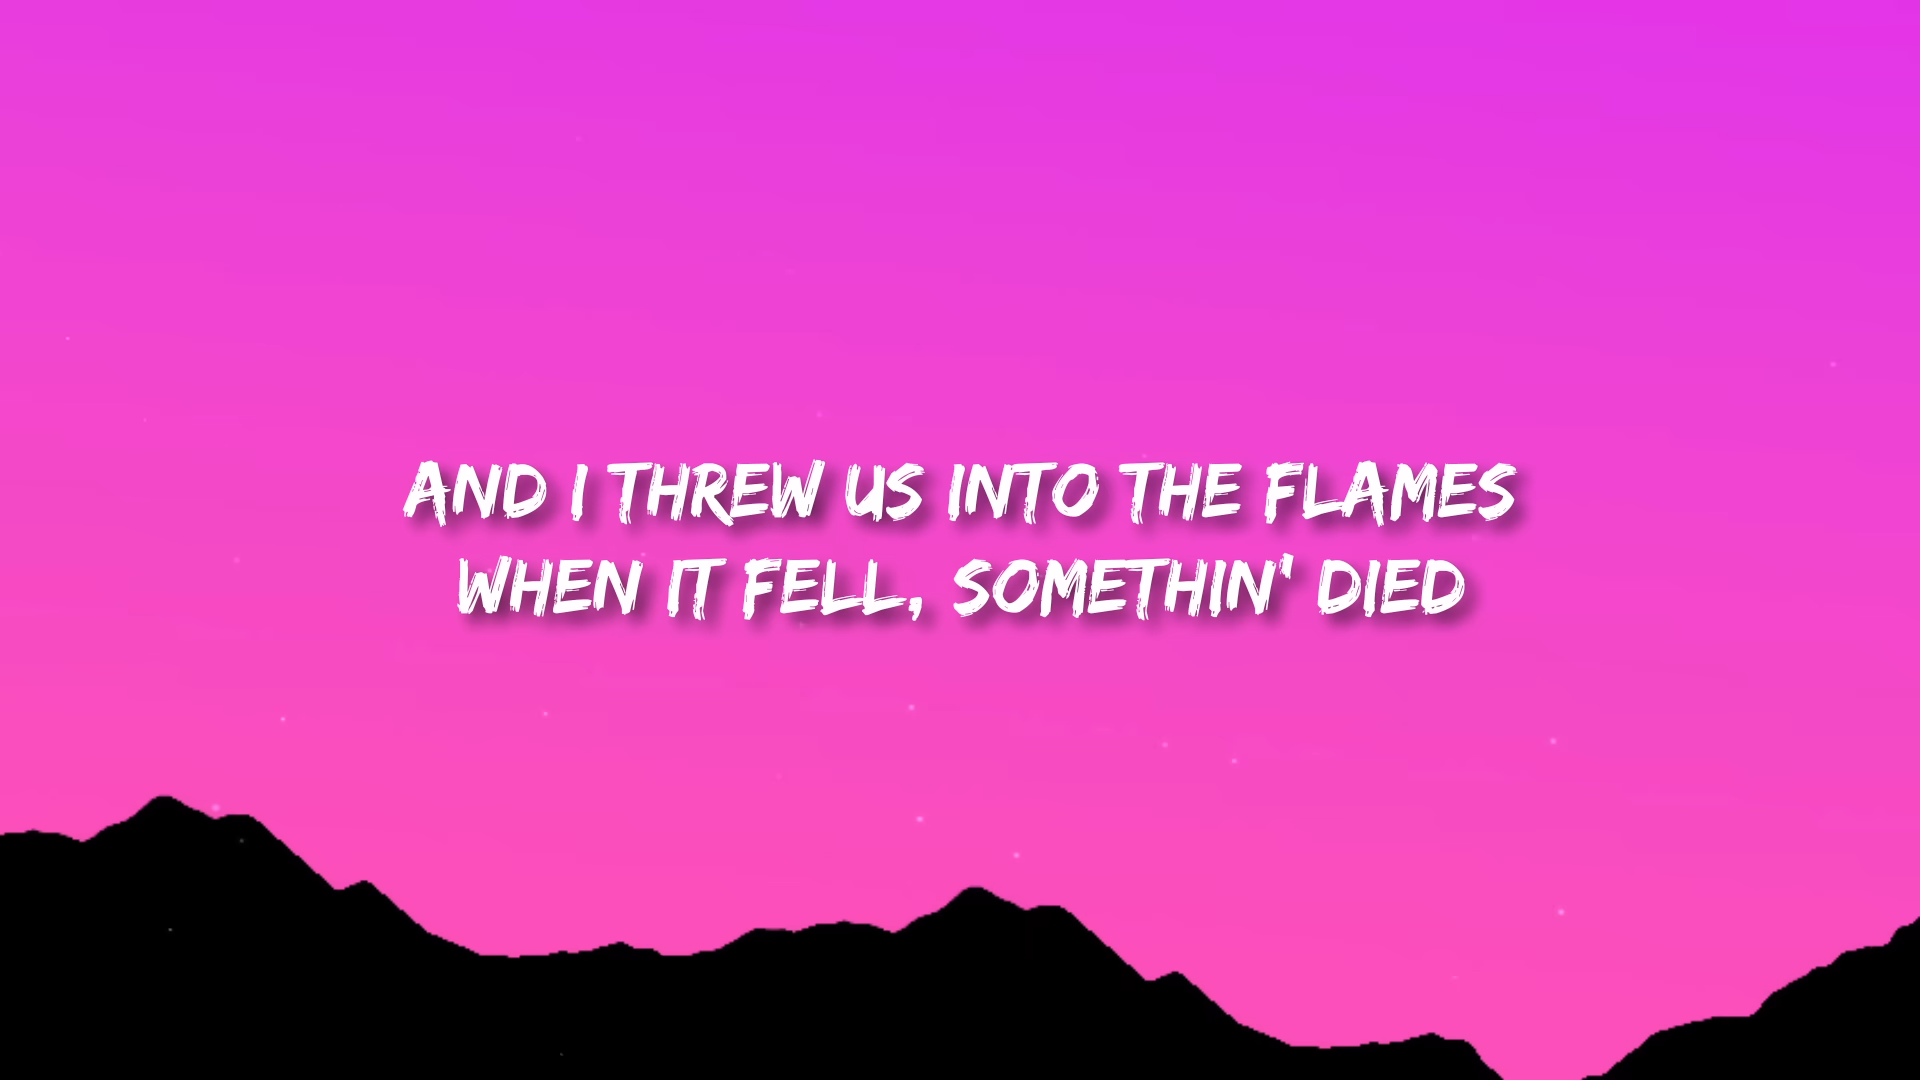 AND I THREW US INTO THE FLAMES
WHEN IT FELL, SOMETHIN' DIED